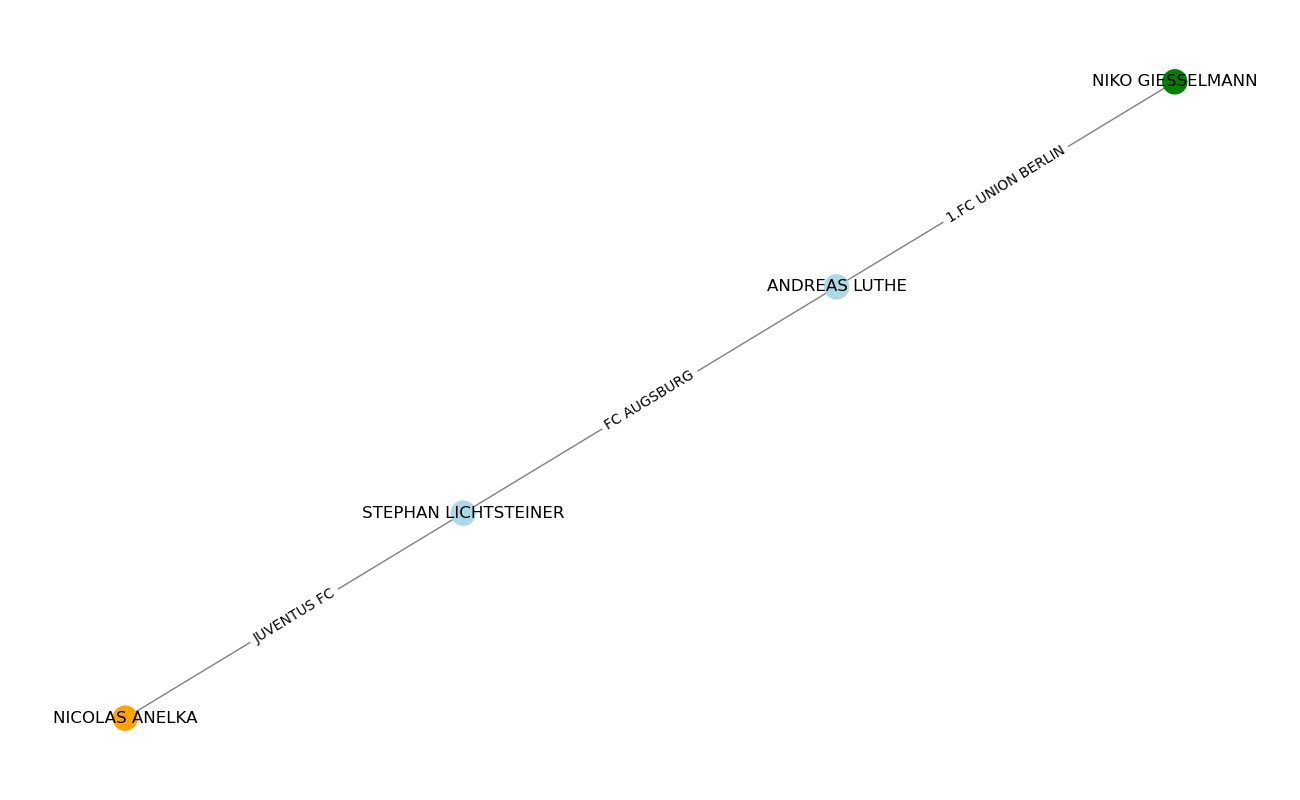 NIKO GIESSELMANN
1.FC UNION BERLIN
ANDREAS LUTHE
FC AUGSBURG
STEPHAN LICHTSTEINER
JUVENTUS FC
NICOLAS ANELKA